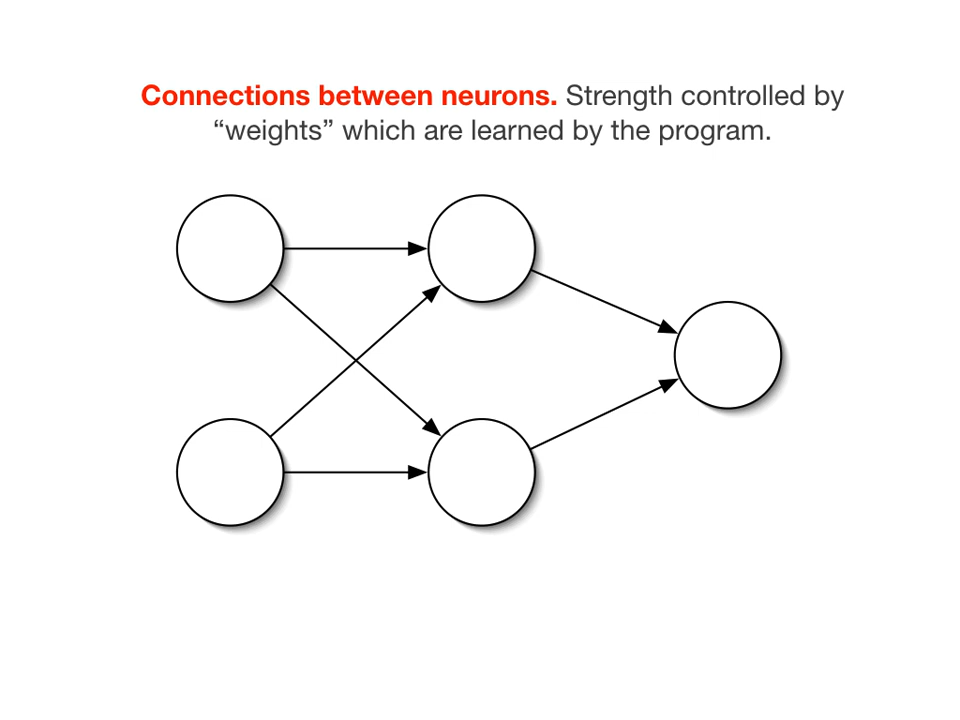 Connections between neurons. Strength controlled by
“weights” which are learned by the program.